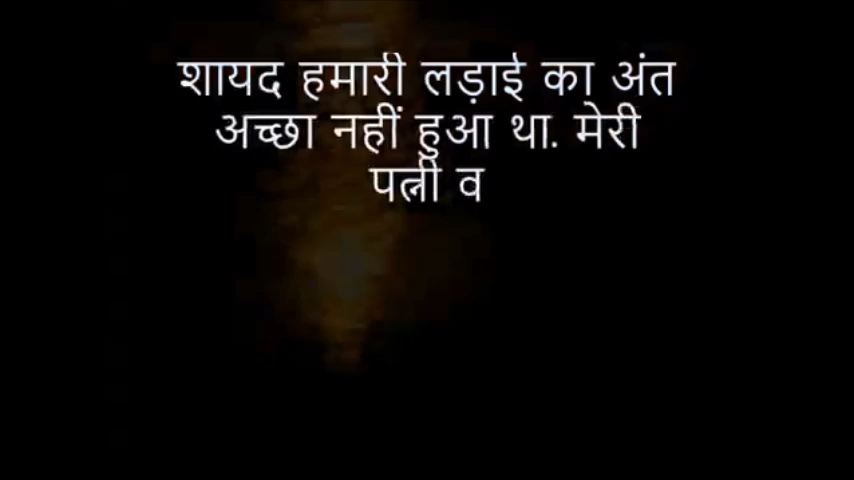 शायद हमारी लड़ाई का अंत
अच्छा नहीं हुआ था. मेरी
पत्नी व